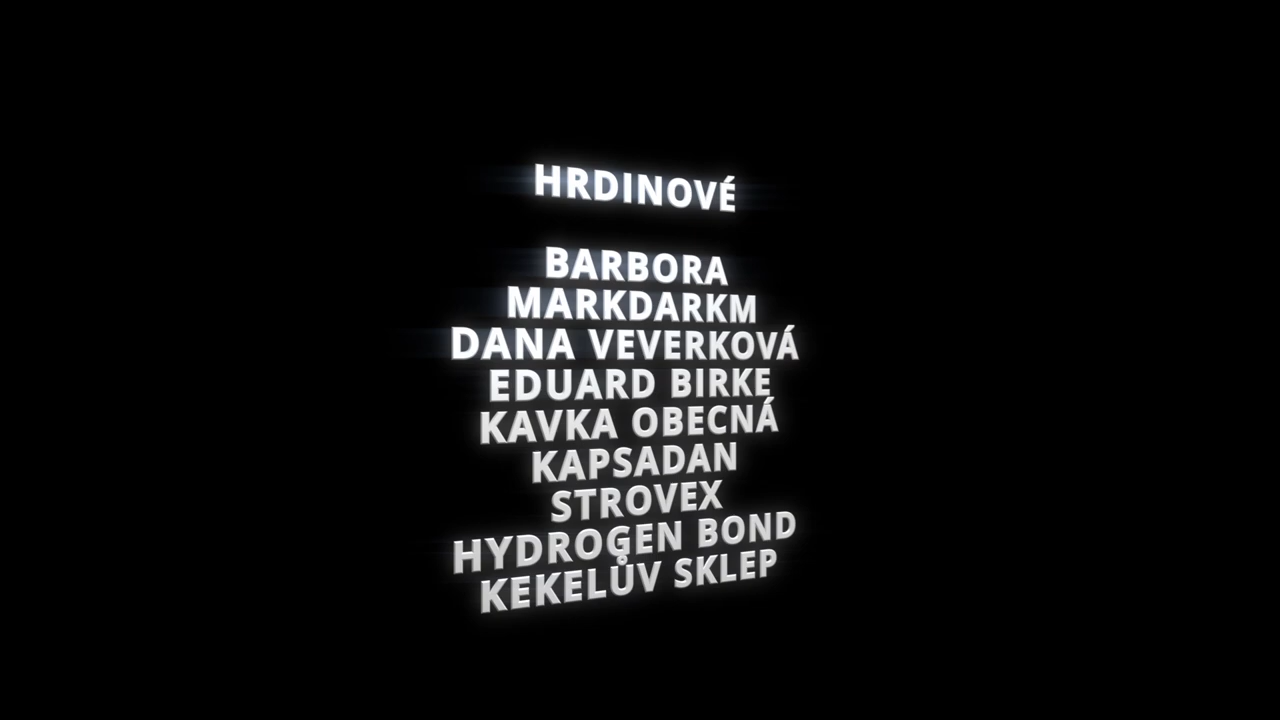 HRDINOVÉ
BARBORA
MARKDARKM
DANA VEVERKOVÁ
EDUARD BIRKE
KAVKA OBECNÁ
KAPSADAN
STROVEX
HYDROGEN BOND
KEKELŮV SKLEP